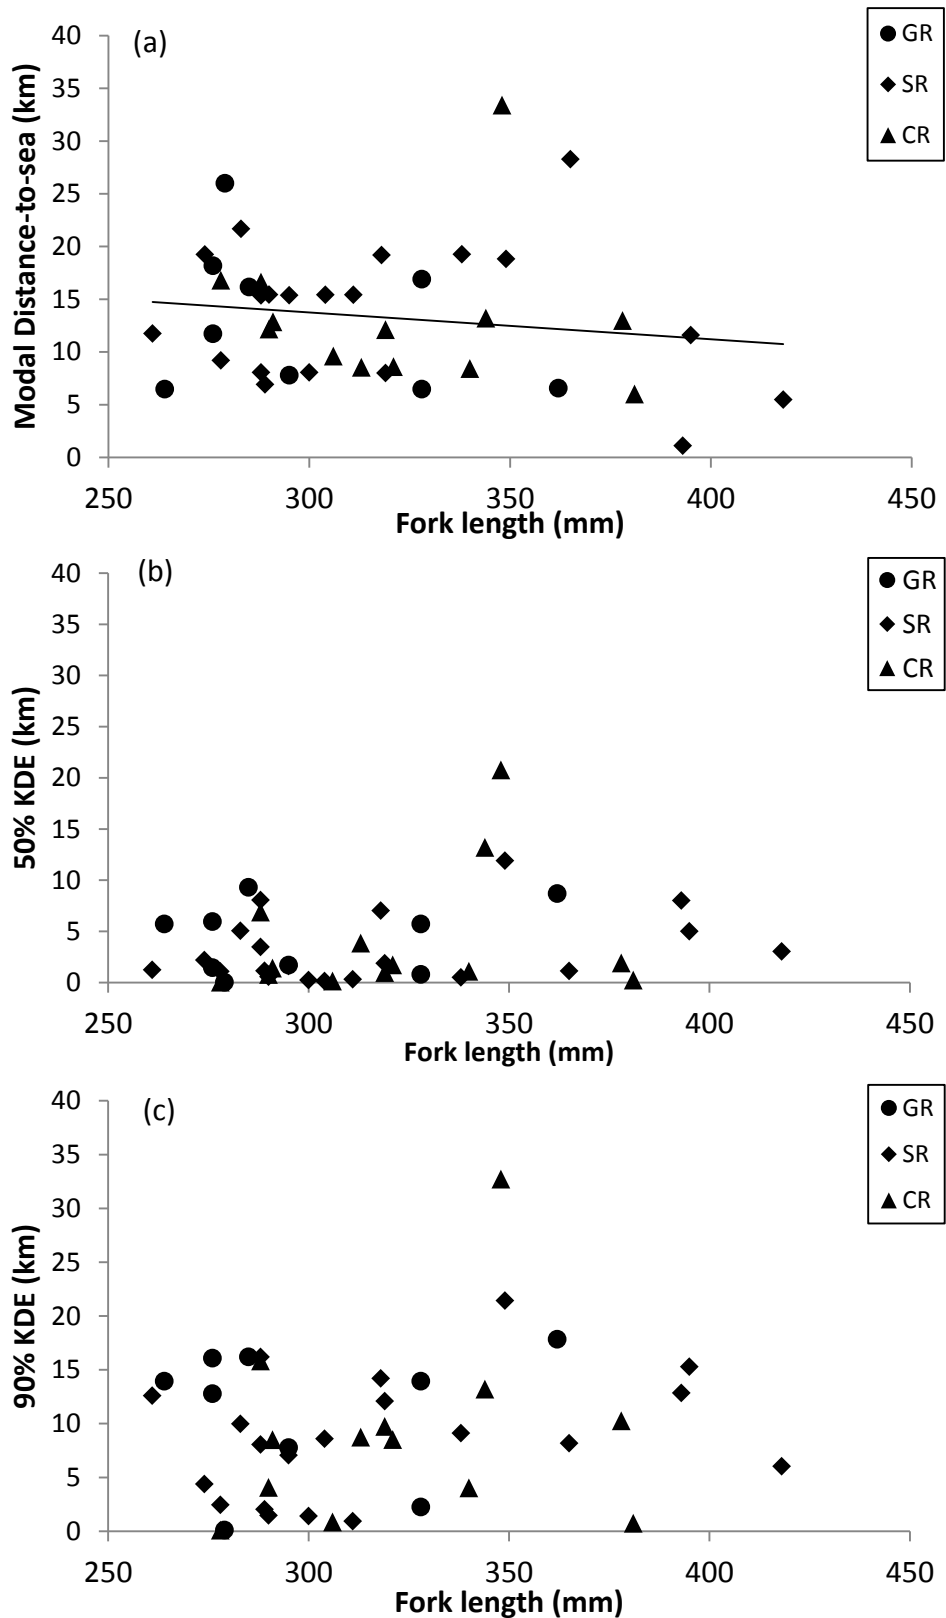 (a)
GR
SR
CR
Modal Distance-to-sea (km)
40
35
30
25
20
15
10
5
0
250 300 350 400 450
Fork length (mm)
(b)
GR
SR
CR
50% KDE (km)
40
35
30
25
20
15
10
5
0
250 300 350 400 450
Fork length (mm)
(c)
GR
SR
CR
90% KDE (km)
40
35
30
25
20
15
10
5
0
250 300 350 400 450
Fork length (mm)